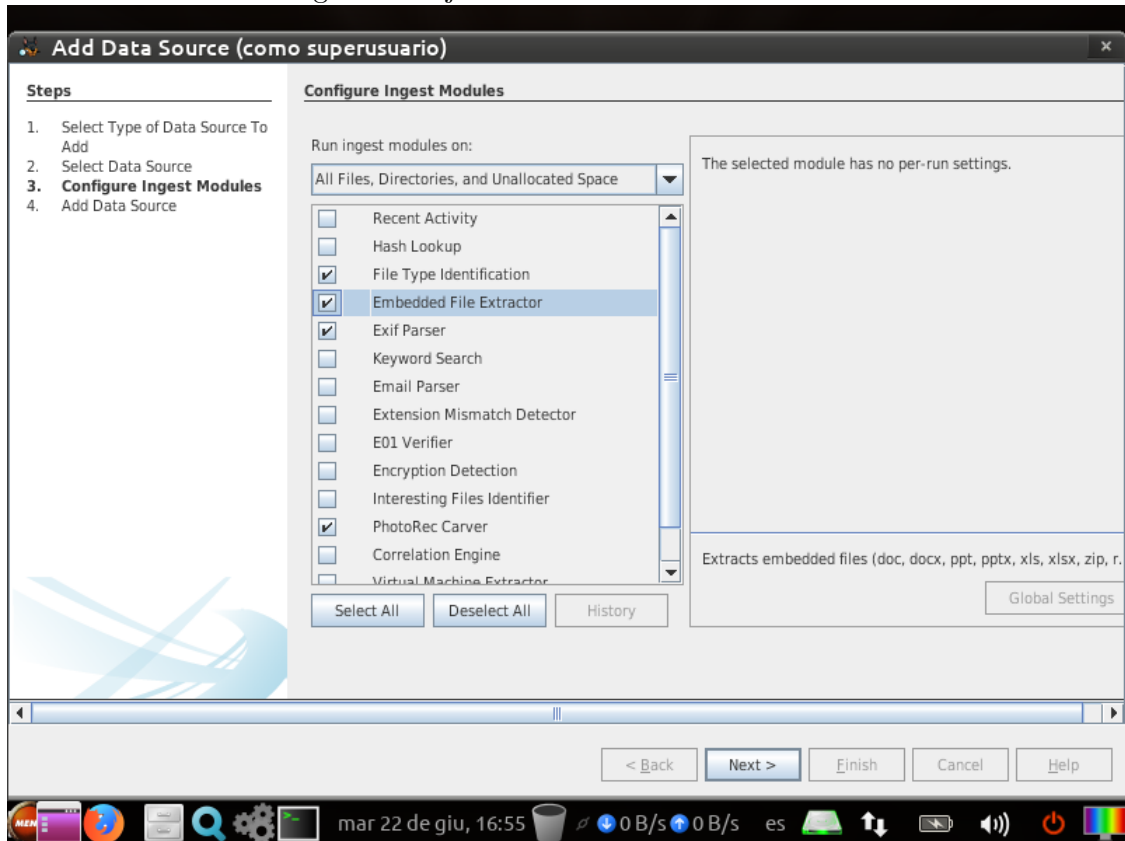 Add Data Source (como superusuario)
Steps
1. Select Type of Data Source To
Add
2. Select Data Source
3. Configure Ingest Modules
4. Add Data Source
Configure Ingest Modules
Run ingest modules on:
All Files, Directories, and Unallocated Space
Recent Activity
Hash Lookup
File Type Identification
Embedded File Extractor
Exif Parser
Keyword Search
Email Parser
Extension Mismatch Detector
E01 Verifier
Encryption Detection
Interesting Files Identifier
PhotoRec Carver
Correlation Engine
Virtual Machine Extractor
Select All
Deselect All
History
The selected module has no per-run settings.
Extracts embedded files (doc, docx, ppt, pptx, xls, xlsx, zip, r.
Global Settings
< Back
Next >
Finish
Cancel
Help
MEN
mar 22 de giu, 16:55
0 B/s
0 B/s
es